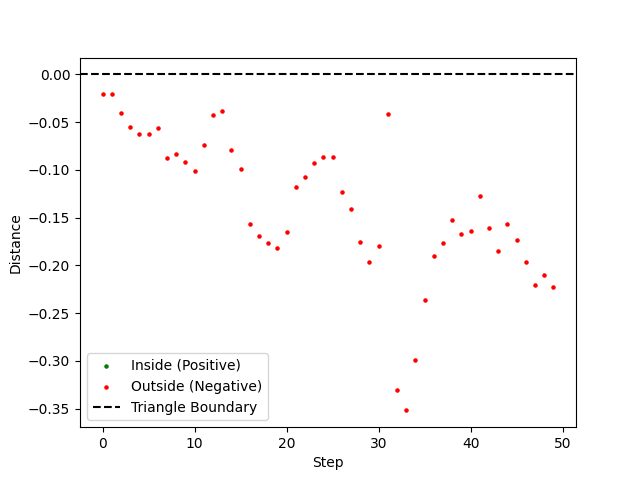 0.00
−0.05
−0.10
−0.15
−0.20
−0.25
−0.30
−0.35
Distance
Inside (Positive)
Outside (Negative)
Triangle Boundary
0 10 20 30 40 50
Step